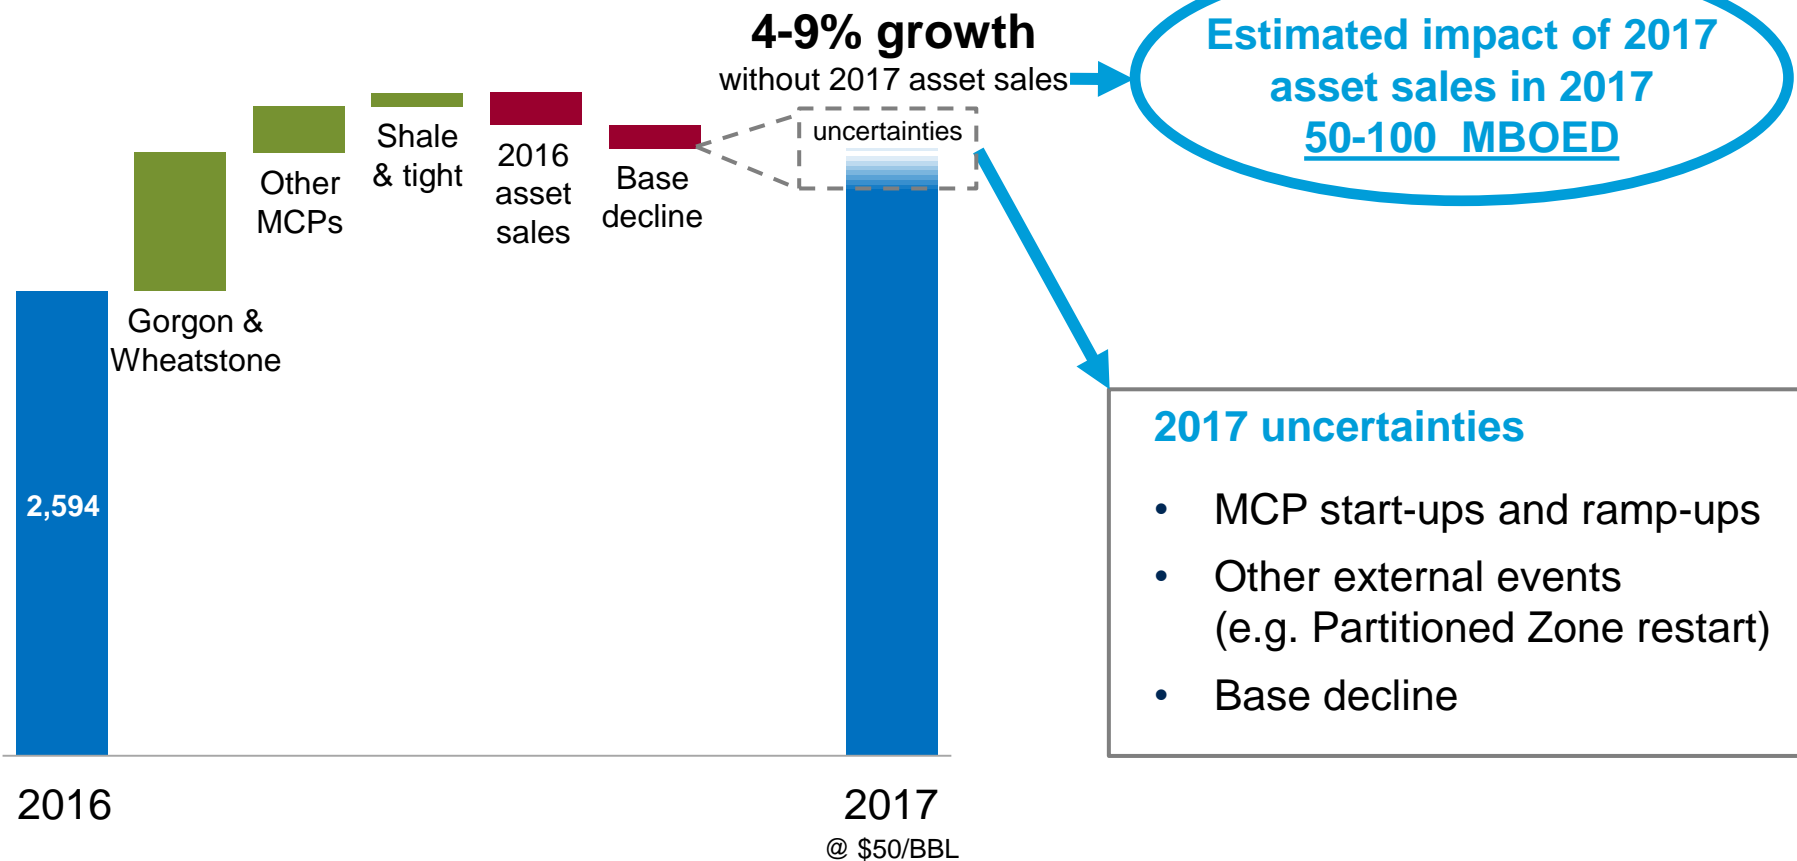 4-9% growth
without 2017 asset sales
Estimated impact of 2017
asset sales in 2017
50-100 MBOED
uncertainties
Shale
& tight
2016
asset
sales
Other
MCPs
Base
decline
Gorgon &
Wheatstone
2,594
2017 uncertainties
• MCP start-ups and ramp-ups
• Other external events
(e.g. Partitioned Zone restart)
• Base decline
2016
2017
@ $50/BBL